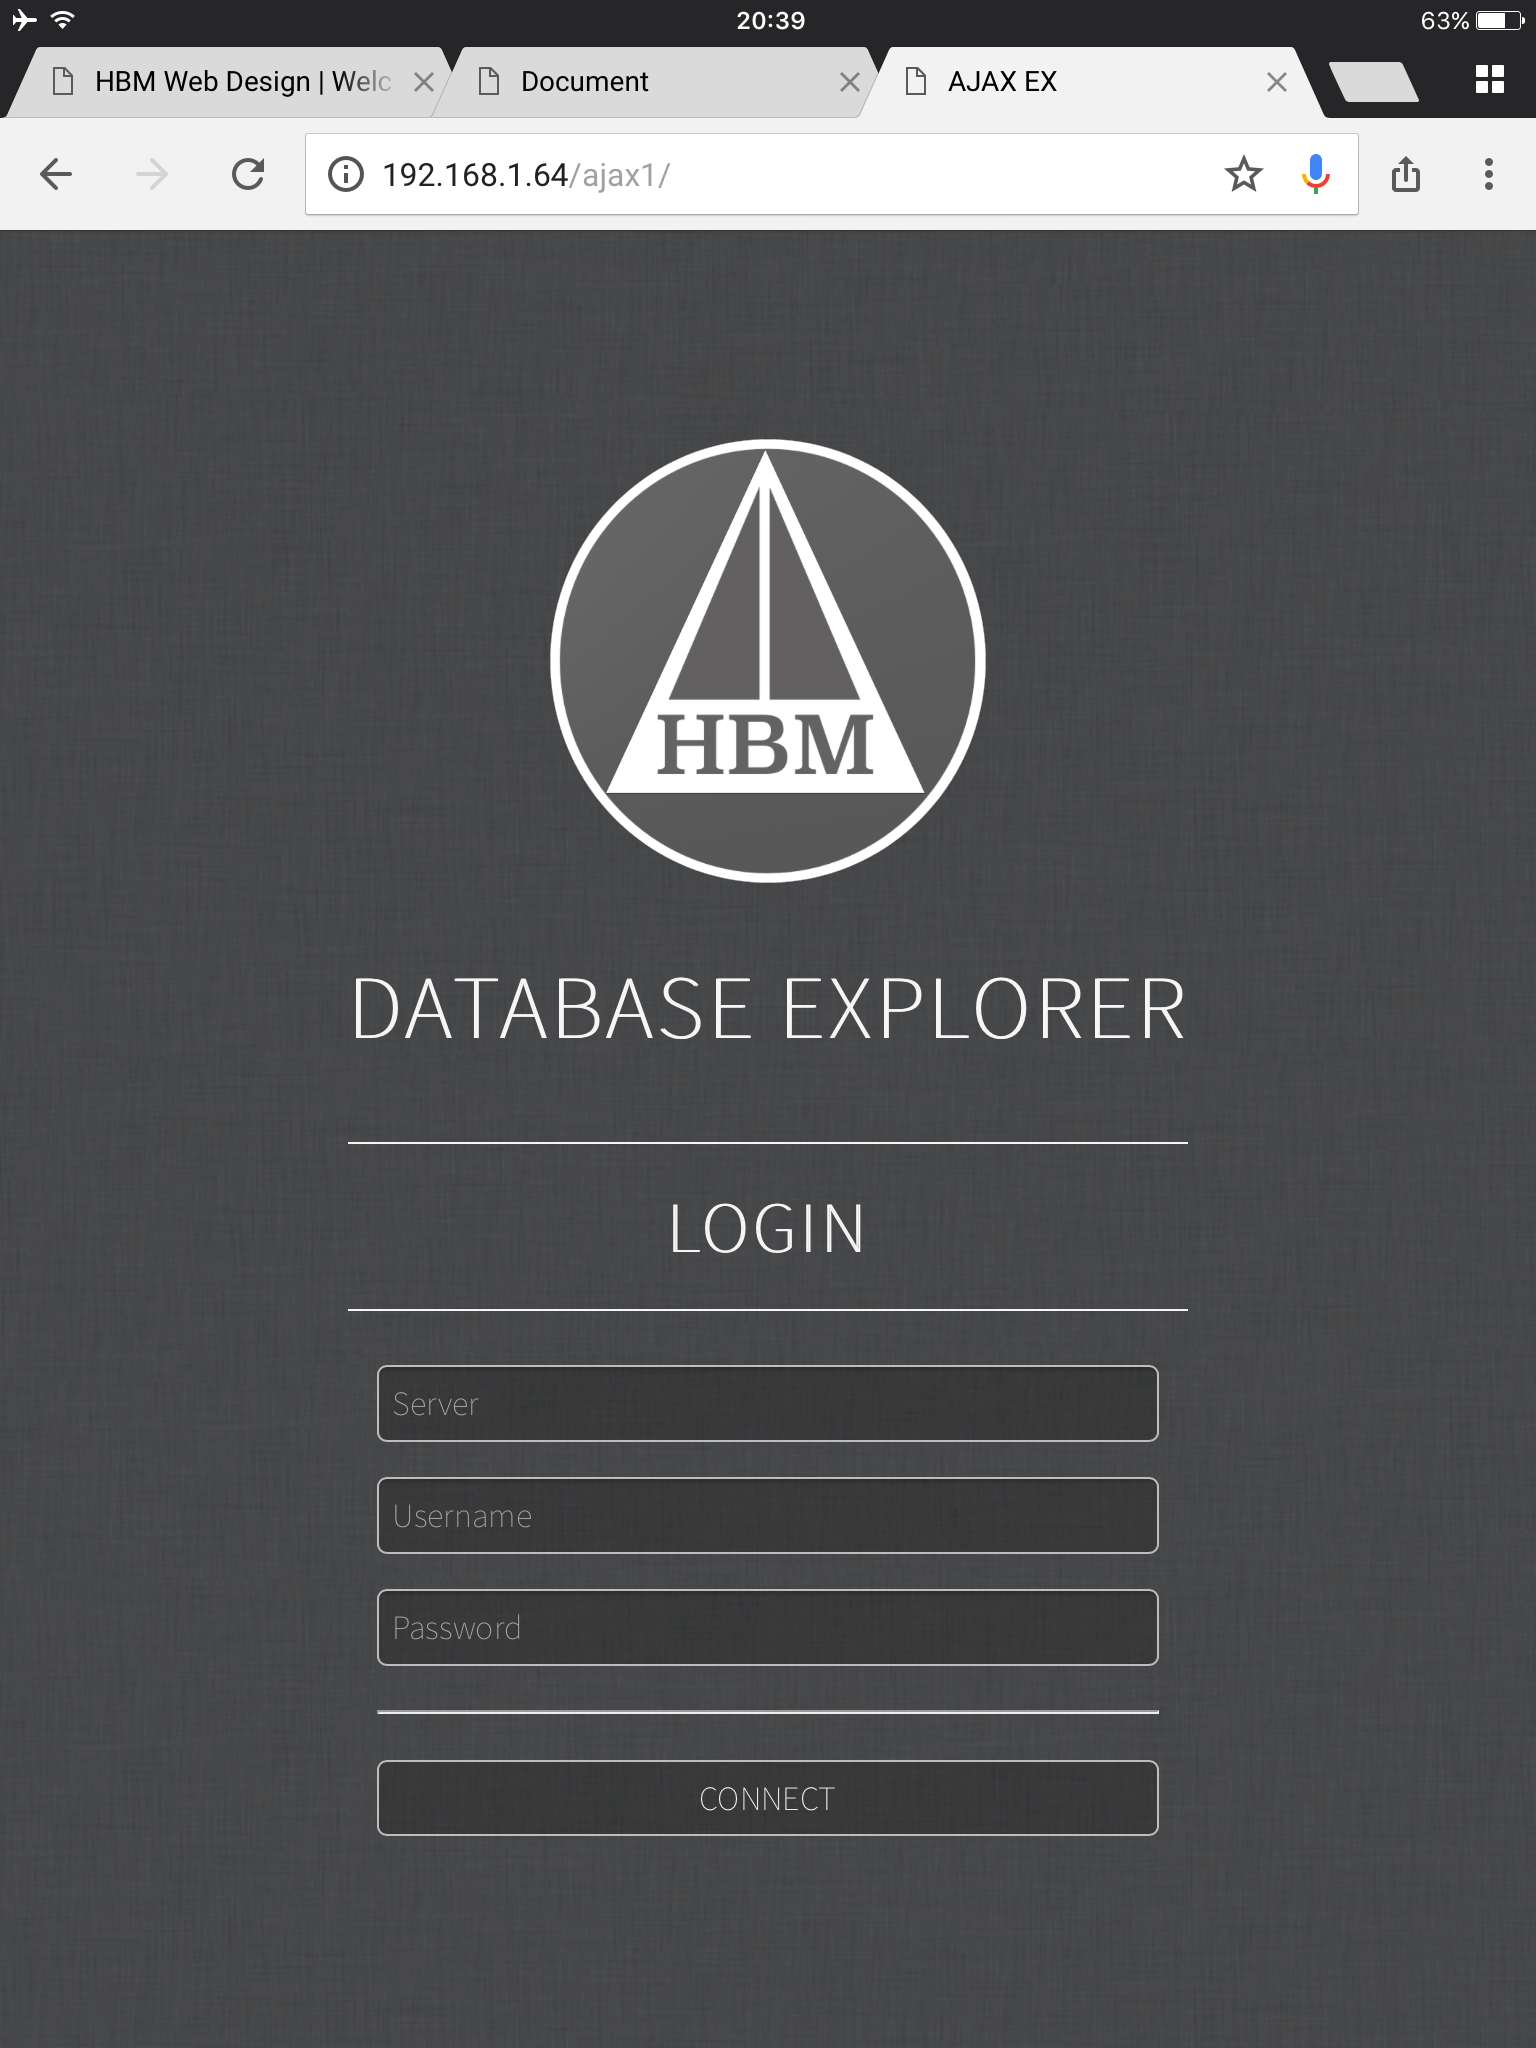 20:39
63%
HBM Web Design | Welc
Document
AJAX EX
192.168.1.64/ajax1/
HBM
DATABASE EXPLORER
LOGIN
Server
Username
Password
CONNECT